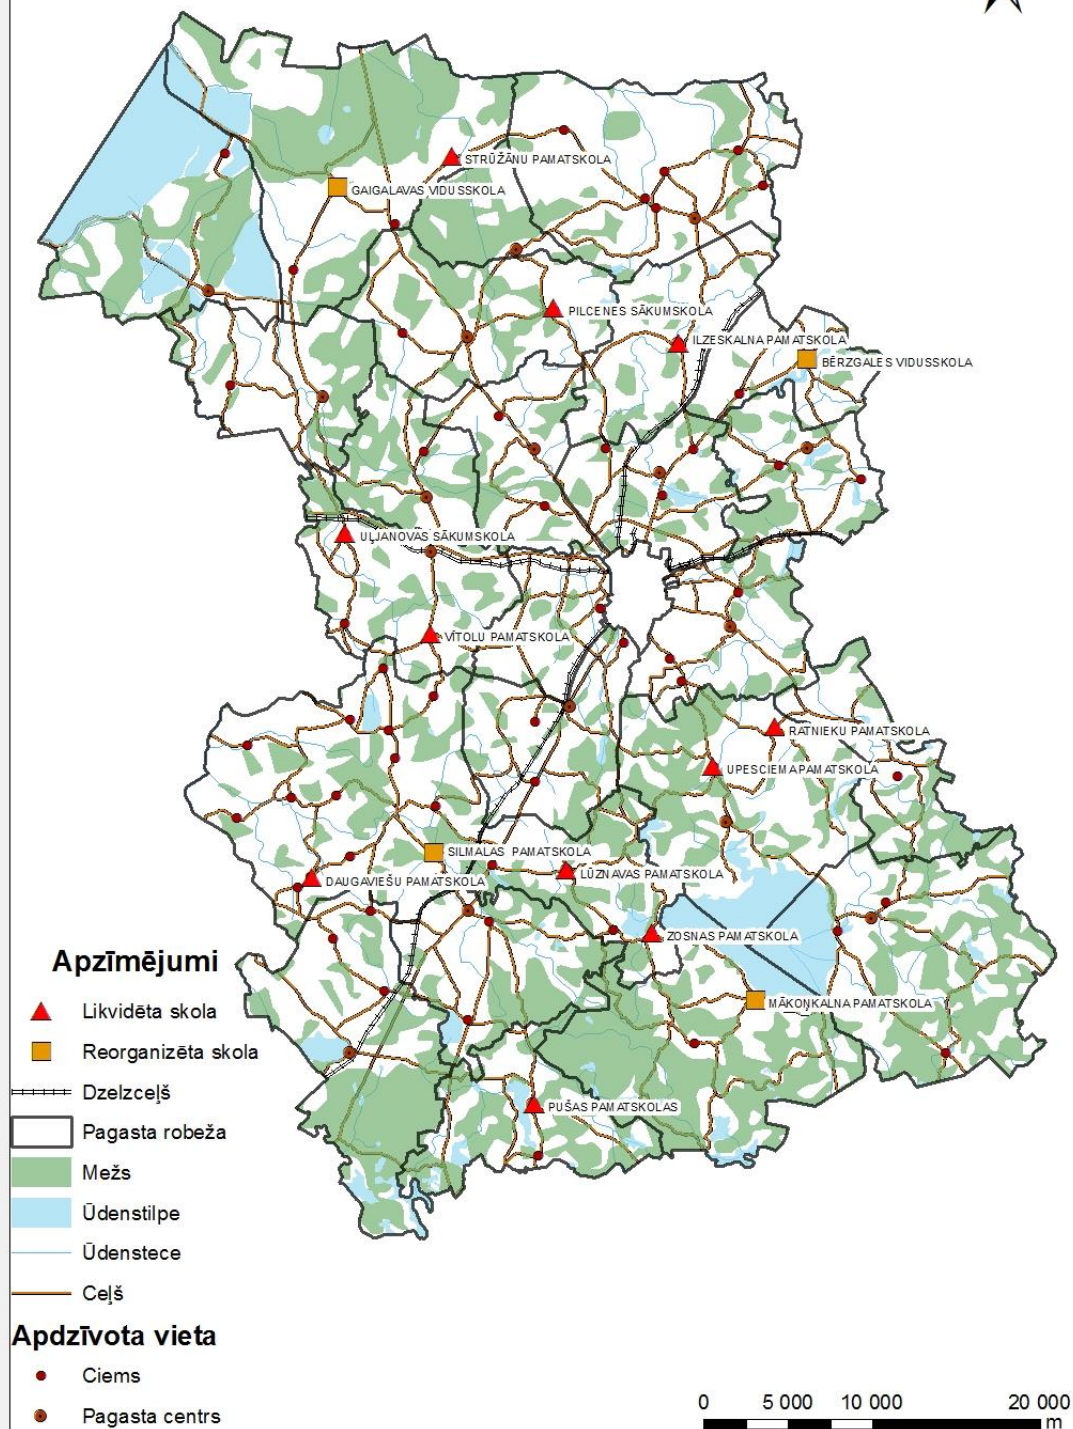 STRŪŽĀNU PAMATSKOLA
GAIGALAVAS VIDUSSKOLA
PILCENES SĀKUMSKOLA
ILZESKALNA PAMATSKOLA
BĒRZGALES VIDUSSKOLA
UĻJANOVAS SĀKUMSKOLA
VĪTOLU PAMATSKOLA
RATNIEKU PAMATSKOLA
UPESCIEMA PAMATSKOLA
SILMALAS PAMATSKOLA
LŪZNAVAS PAMATSKOLA
DAUGAVIEŠU PAMATSKOLA
ZOSNAS PAMATSKOLA
MĀKOŅKALNA PAMATSKOLA
PUŠAS PAMATSKOLAS
Apzīmējumi
Likvidēta skola
Reorganizēta skola
Dzelzceļš
Pagasta robeža
Mežs
Ūdenstilpe
Ūdenstece
Ceļš
Apdzīvota vieta
Ciems
Pagasta centrs
0 5 000 10 000 20 000
m